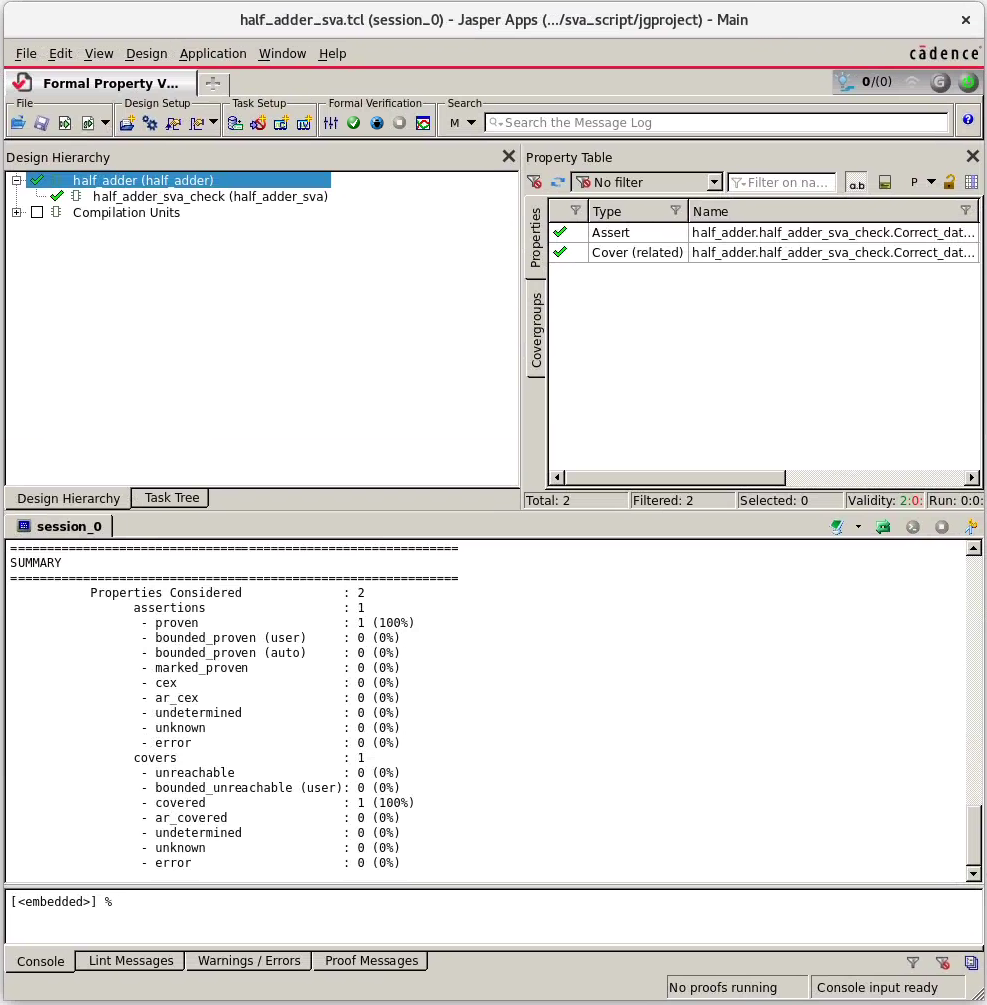 half_adder_sva.tcl (session_0) - Jasper Apps (.../sva_script/jgproject) - Main
File Edit View Design Application Window Help
cādence
Formal Property V...
0/(0)
G
File
Design Setup
Task Setup
Formal Verification
Search
M
Search the Message Log
Design Hierarchy
half_adder (half_adder)
half_adder_sva_check (half_adder_sva)
Compilation Units
Design Hierarchy
Task Tree
Property Table
No filter
Filter on na...
a.b
P
Properties
Covergroups
Type Name
Assert half_adder.half_adder_sva_check.Correct_dat...
Cover (related) half_adder.half_adder_sva_check.Correct_dat...
Total: 2 Filtered: 2 Selected: 0 Validity: 2:0: Run: 0:0:
session_0
==============================================================
SUMMARY
==============================================================
Properties Considered : 2
assertions : 1
- proven : 1 (100%)
- bounded_proven (user) : 0 (0%)
- bounded_proven (auto) : 0 (0%)
- marked_proven : 0 (0%)
- cex : 0 (0%)
- ar_cex : 0 (0%)
- undetermined : 0 (0%)
- unknown : 0 (0%)
- error : 0 (0%)
covers : 1
- unreachable : 0 (0%)
- bounded_unreachable (user): 0 (0%)
- covered : 1 (100%)
- ar_covered : 0 (0%)
- undetermined : 0 (0%)
- unknown : 0 (0%)
- error : 0 (0%)
[<embedded>] %
Console
Lint Messages
Warnings / Errors
Proof Messages
No proofs running
Console input ready